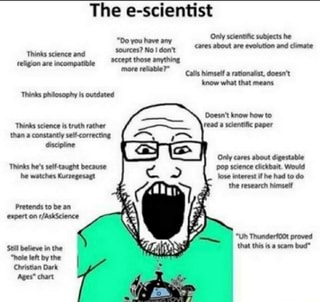 The e-scientist
"Do you have any
sources? No I don't
accept those anything
more reliable?"
Only scientific subjects he
cares about are evolution and climate
Thinks science and
religion are incompatible
Calls himself a rationalist, doesn't
know what that means
Thinks philosophy is outdated
Doesn't know how to
read a scientific paper
Thinks science is truth rather
than a constantly self-correcting
discipline
Only cares about digestable
pop science clickbait. Would
lose interest if he had to do
the research himself
Thinks he's self-taught because
he watches Kurzegesagt
Pretends to be an
expert on r/AskScience
"Uh Thunderf00t proved
that this is a scam bud"
Still believe in the
"hole left by the
Christian Dark
Ages" chart